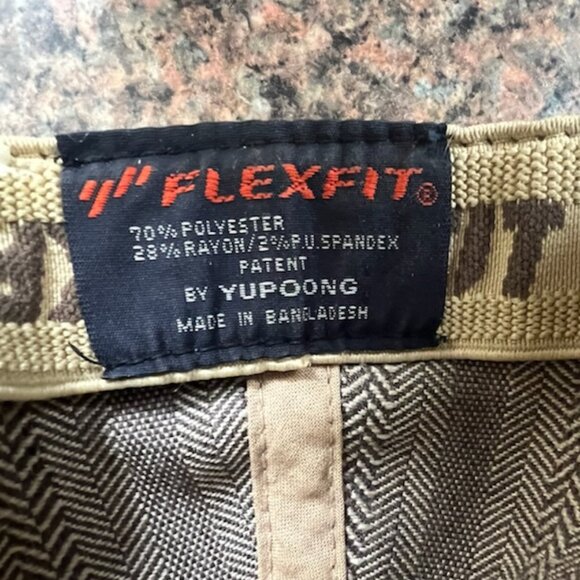 FLEXFIT®
70% POLYESTER
28% RAYON/2% P.U. SPANDEX
PATENT
BY YUPOONG
MADE IN BANGLADESH